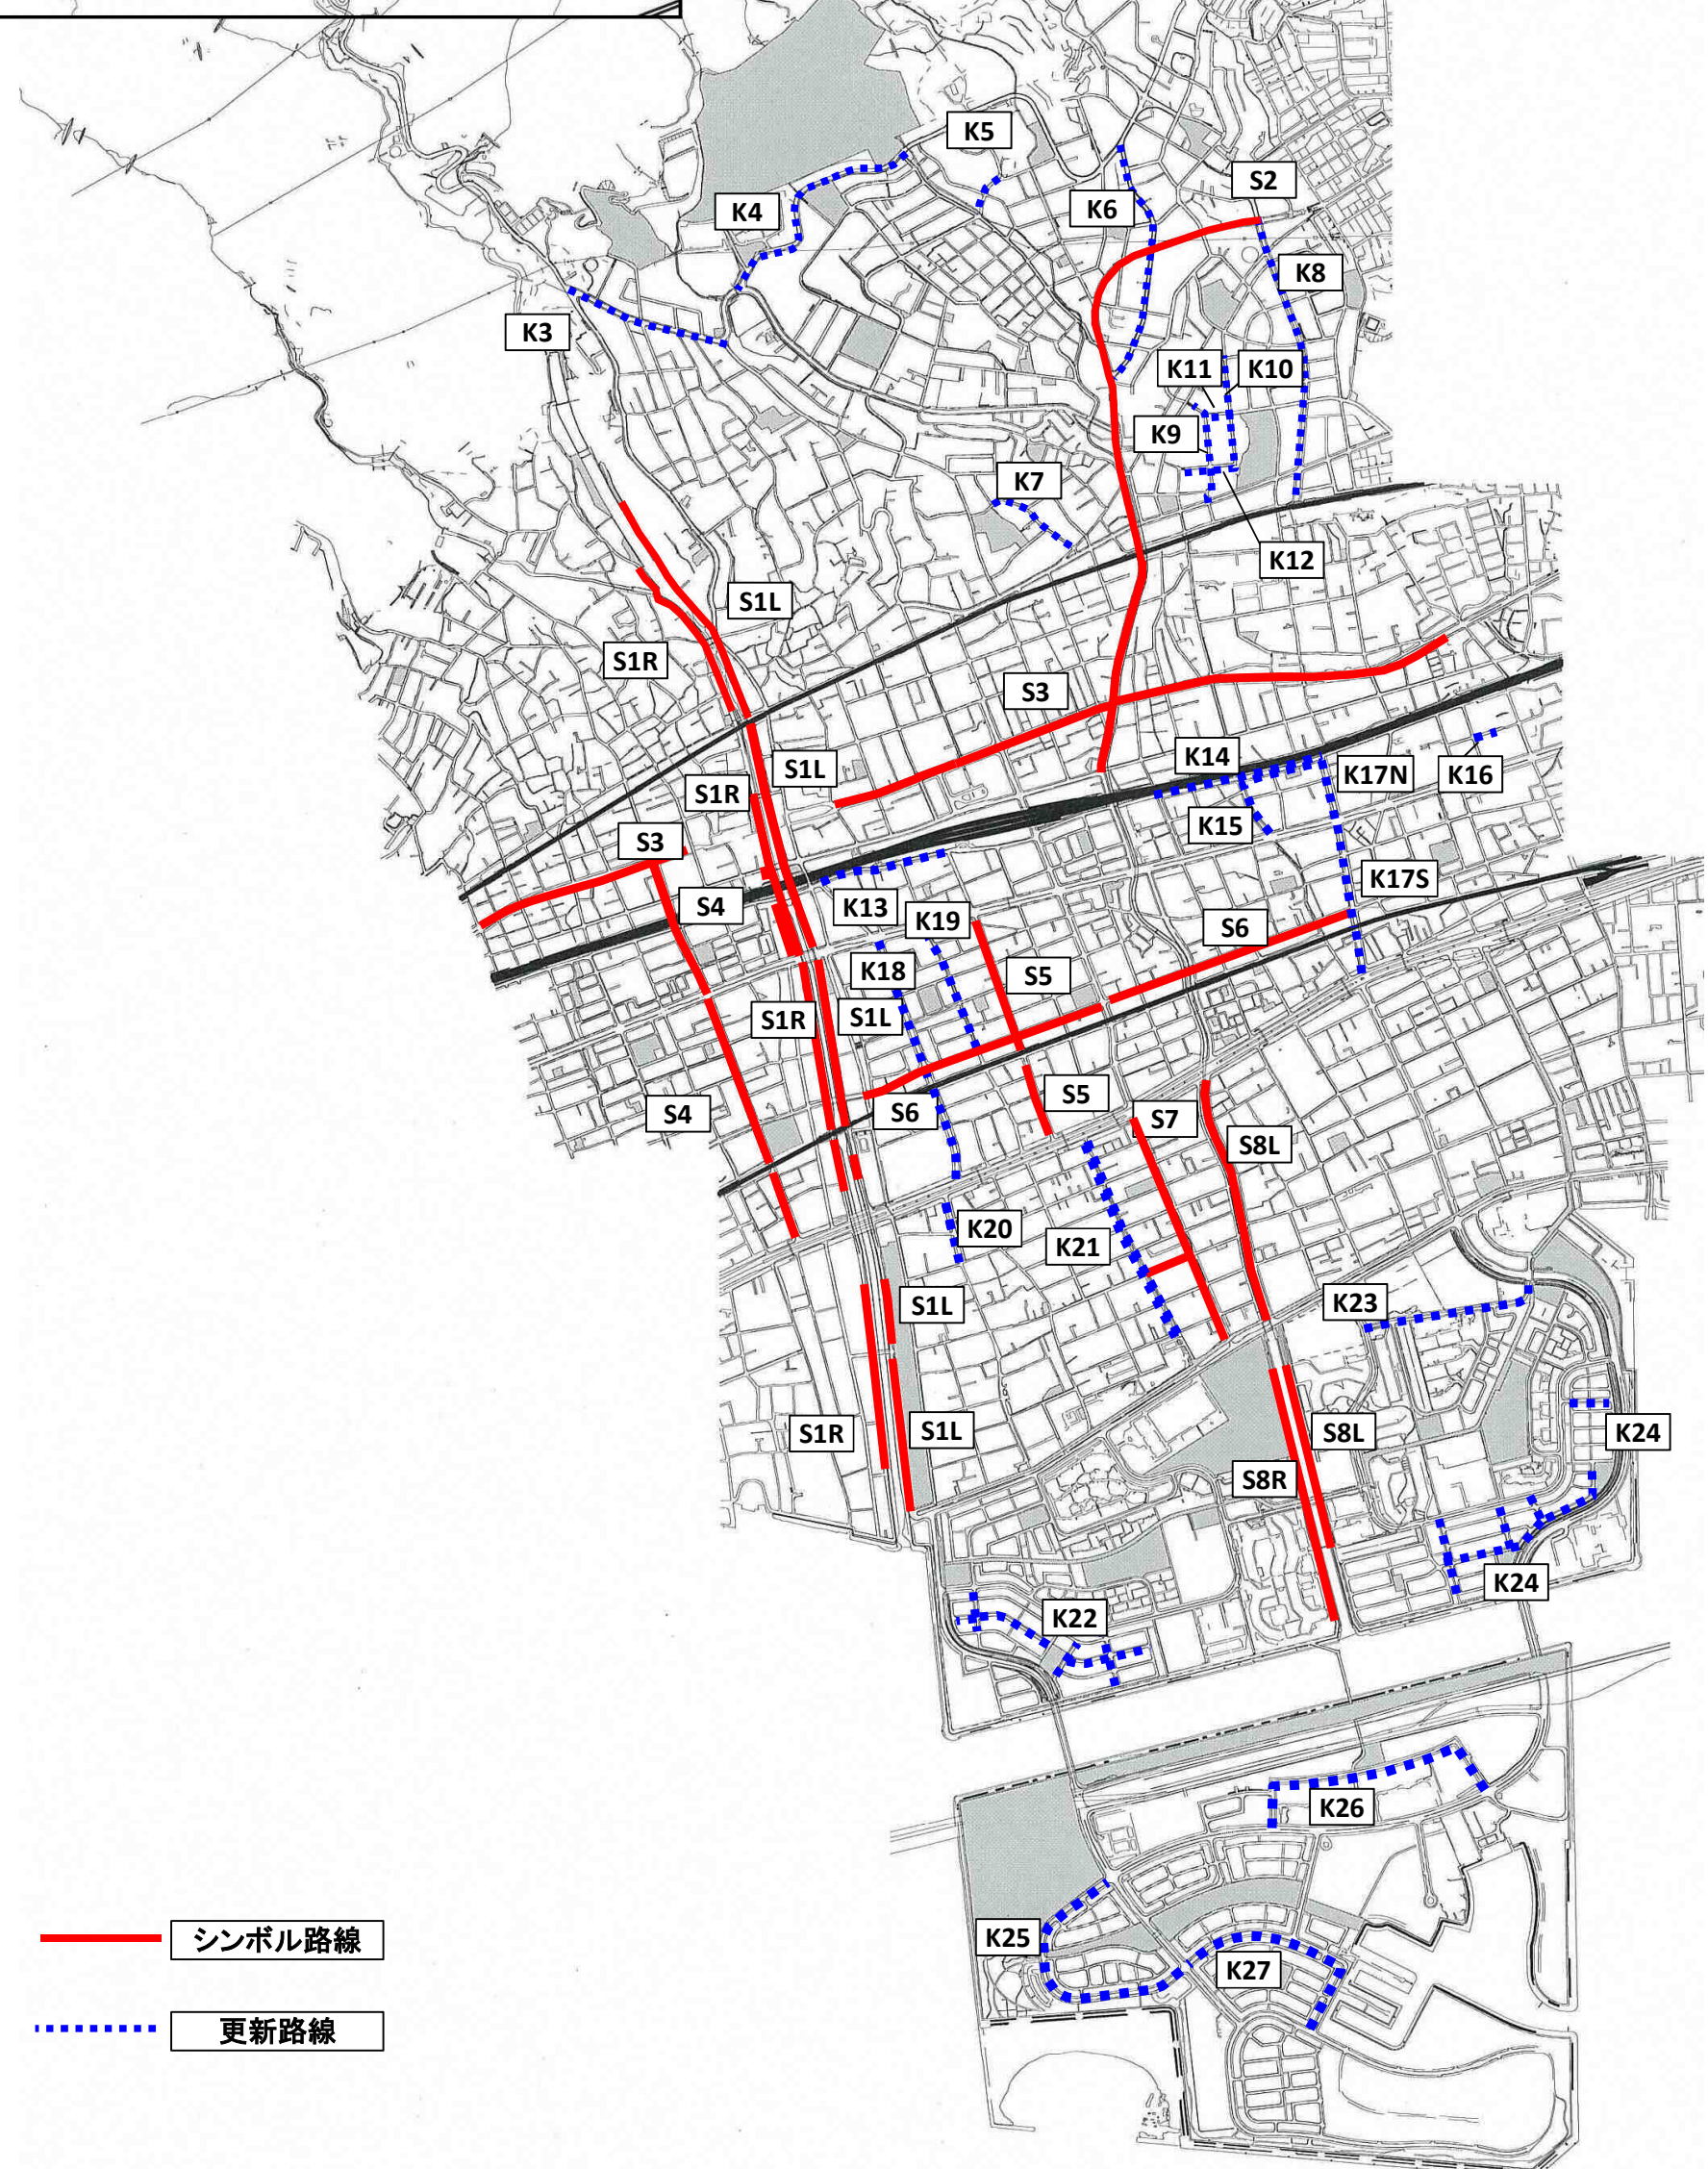 K5
S2
K4
K6
K8
K3
K11
K10
K9
K7
K12
S1L
S1R
S3
K14
S1L
K17N
K16
S1R
K15
S3
K17S
S4
K13
K19
S6
K18
S5
S1R
S1L
S5
S6
S4
S7
S8L
K20
K21
S1L
K23
S1R
S1L
S8L
K24
S8R
K24
K22
K26
K25
シンボル路線
K27
更新路線